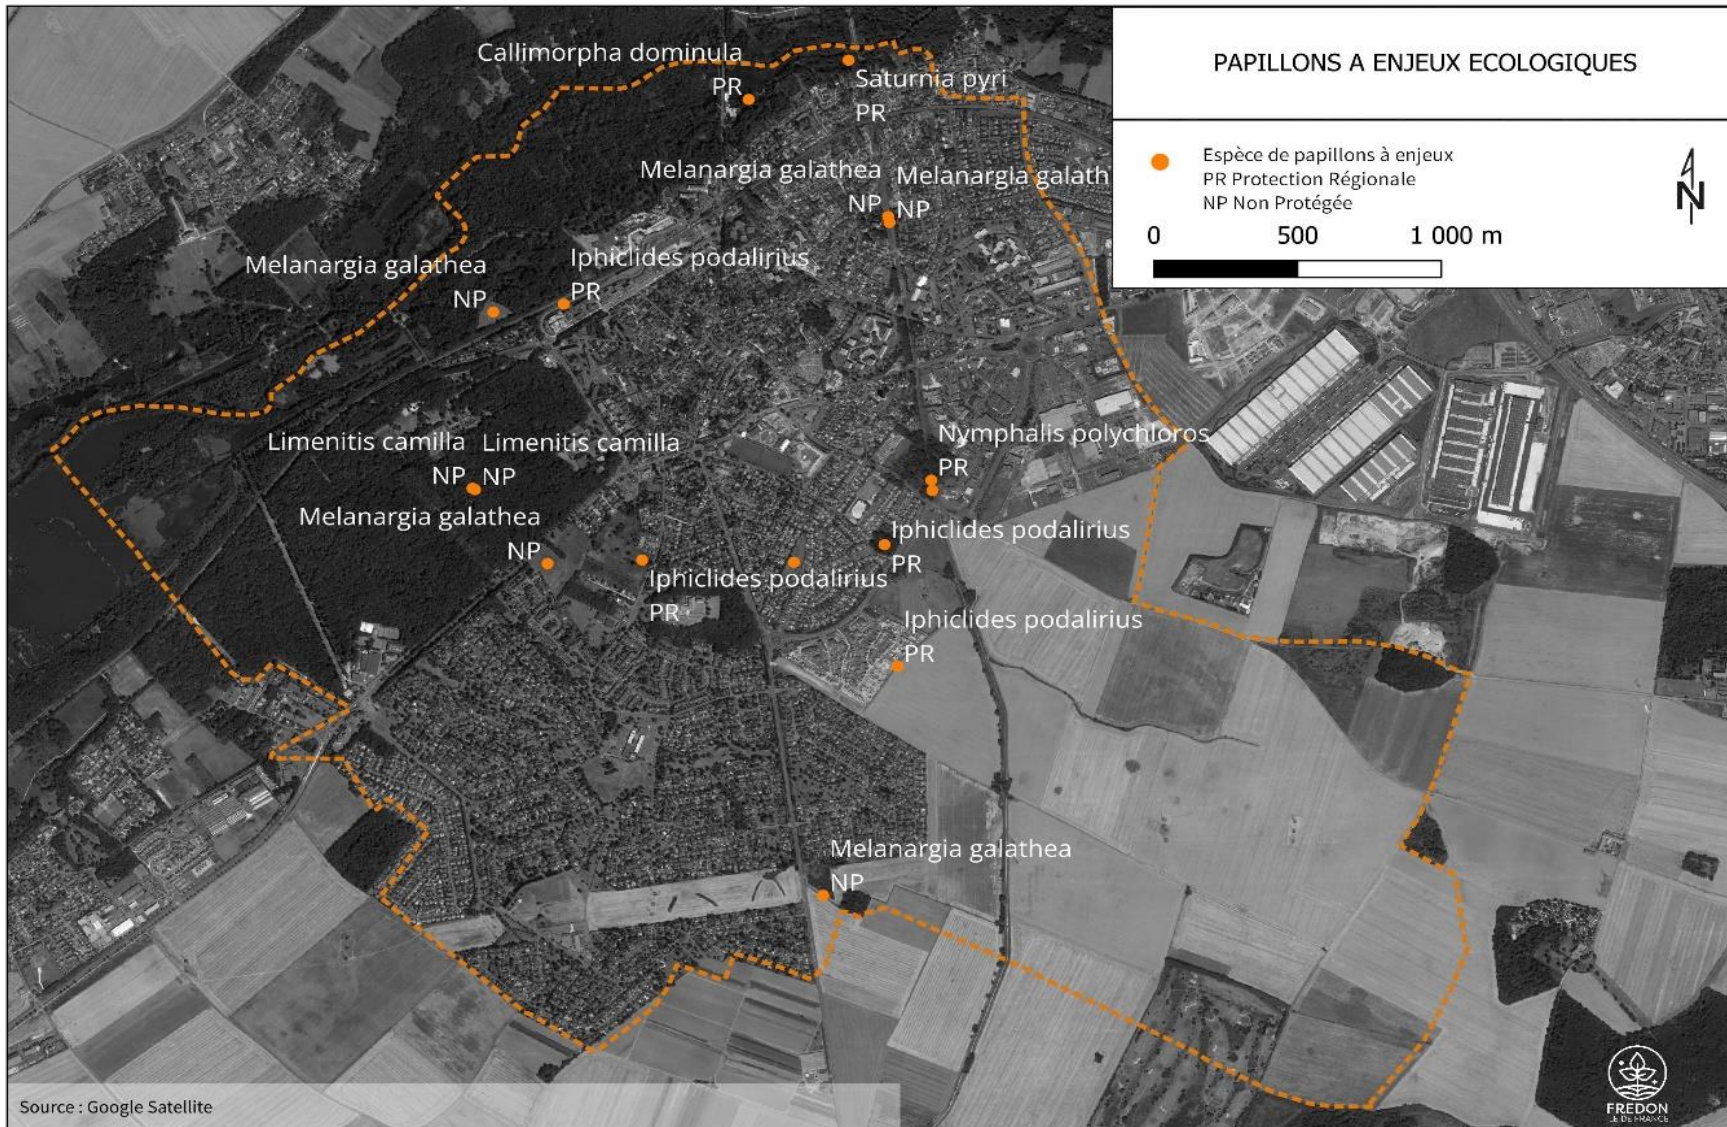 PAPILLONS A ENJEUX ECOLOGIQUES
Espèce de papillons à enjeux
PR Protection Régionale
NP Non Protégée
N
0 500 1 000 m
Callimorpha dominula
PR
Saturnia pyri
PR
Melanargia galathea
NP
Melanargia galath
NP
Melanargia galathea
NP
Iphiclides podalirius
PR
Limenitis camilla
NP
Limenitis camilla
NP
Nymphalis polychloros
PR
Melanargia galathea
NP
Iphiclides podalirius
PR
Iphiclides podalirius
PR
Iphiclides podalirius
PR
Melanargia galathea
NP
Source : Google Satellite
FREDON
ILE DE FRANCE